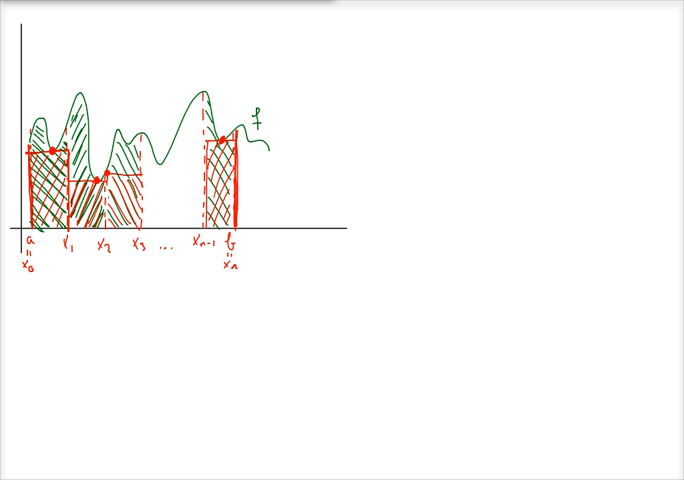 f
a x₁ x₂ x₃ ... xₙ₋₁ b
= =
x₀ xₙ